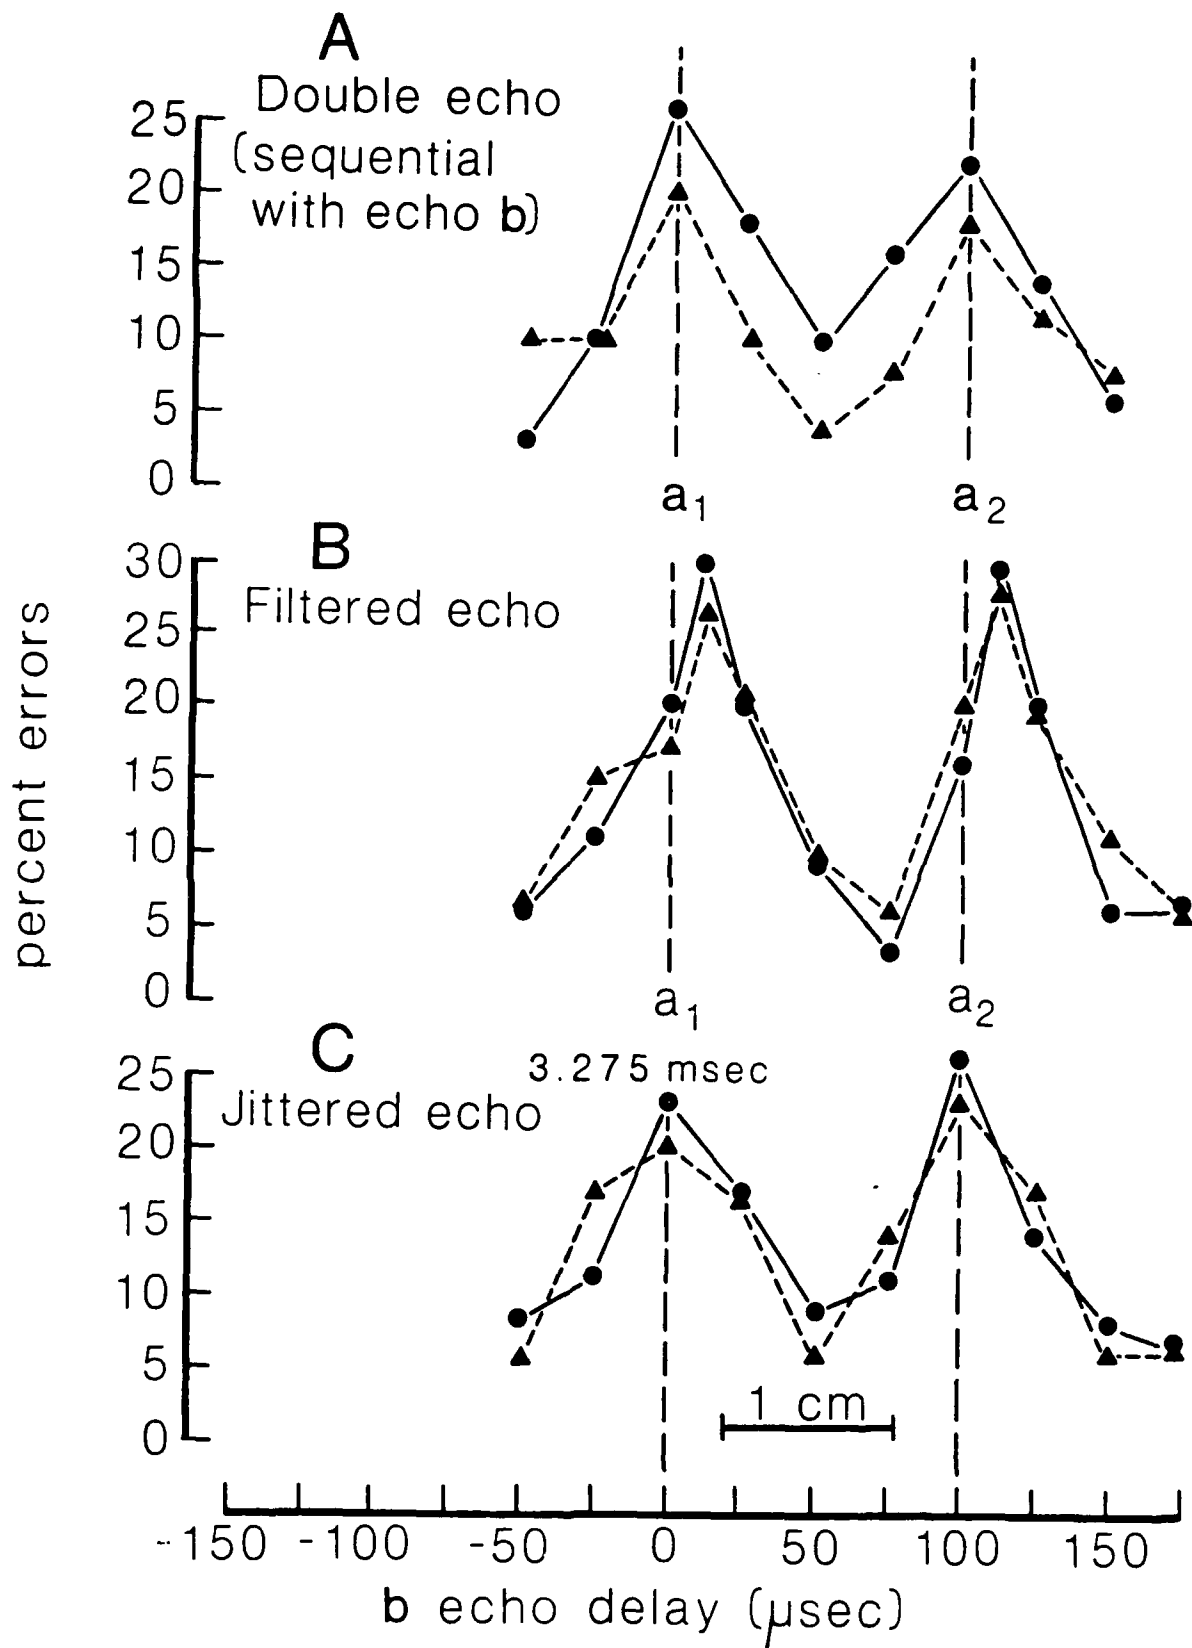 A
Double echo
(sequential
with echo b)
25
20
15
10
5
0
a1
a2
B
Filtered echo
30
25
20
15
10
5
0
a1
a2
percent errors
C
3.275 msec
Jittered echo
25
20
15
10
5
0
1 cm
-150 -100 -50 0 50 100 150
b echo delay (μsec)